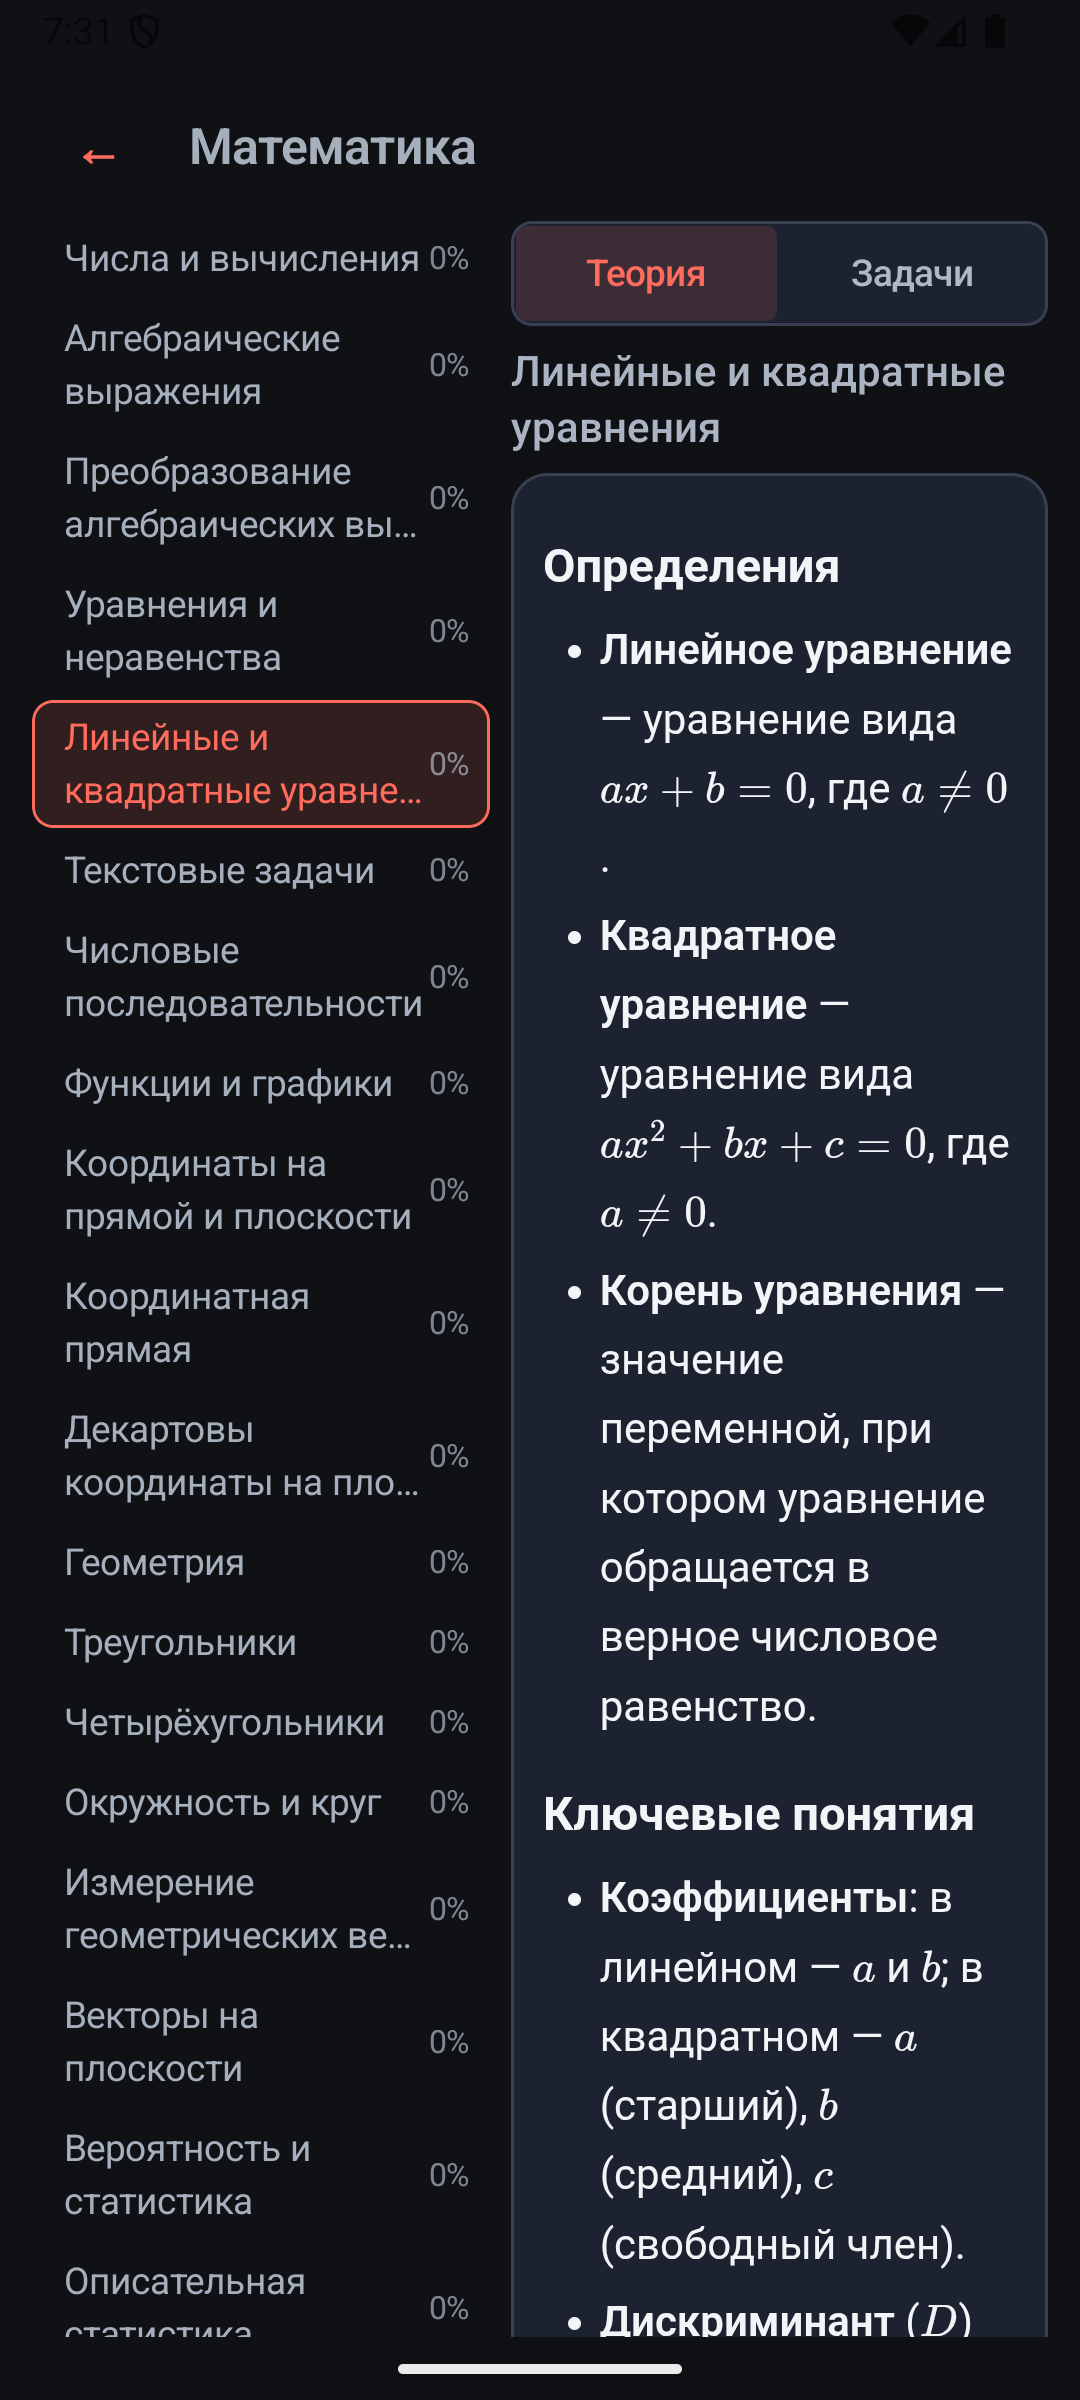 7:31
← Математика
Числа и вычисления 0%
Алгебраические
выражения
0%
Преобразование
алгебраических вы...
0%
Уравнения и
неравенства
0%
Линейные и
квадратные уравне...
0%
Текстовые задачи 0%
Числовые
последовательности
0%
Функции и графики 0%
Координаты на
прямой и плоскости
0%
Координатная
прямая
0%
Декартовы
координаты на пло...
0%
Геометрия 0%
Треугольники 0%
Четырёхугольники 0%
Окружность и круг 0%
Измерение
геометрических ве...
0%
Векторы на
плоскости
0%
Вероятность и
статистика
0%
Описательная
статистика
0%
Теория Задачи
Линейные и квадратные
уравнения
Определения
• Линейное уравнение
— уравнение вида
ax + b = 0, где a ≠ 0
.
• Квадратное
уравнение —
уравнение вида
ax² + bx + c = 0, где
a ≠ 0.
• Корень уравнения —
значение
переменной, при
котором уравнение
обращается в
верное числовое
равенство.
Ключевые понятия
• Коэффициенты: в
линейном — a и b; в
квадратном — a
(старший), b
(средний), c
(свободный член).
• Дискриминант (D)